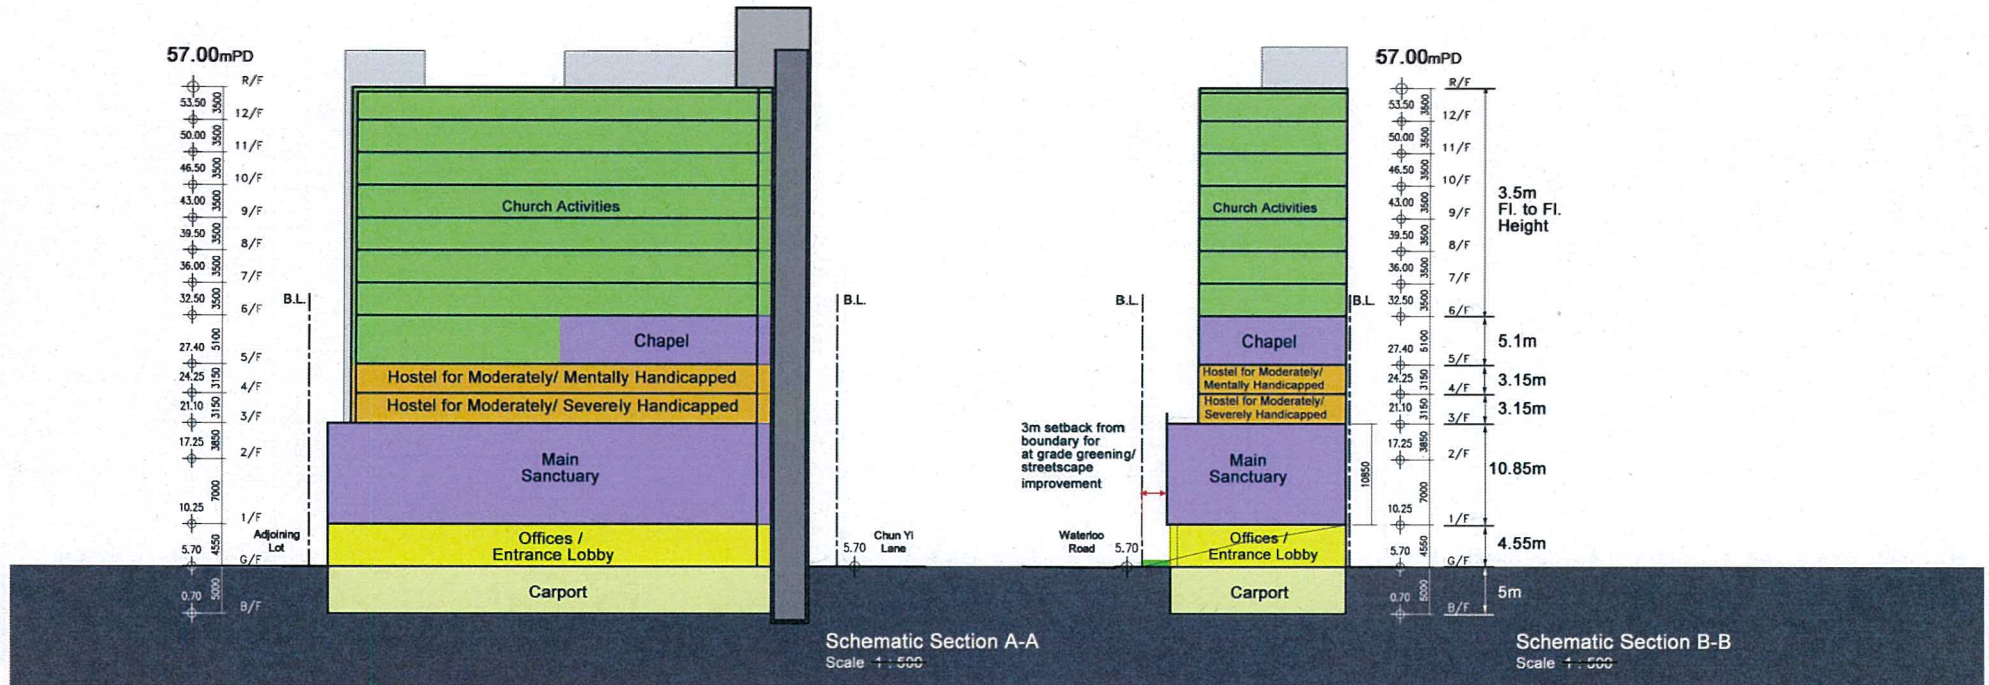 57.00mPD
R/F
53.50
3500
12/F
50.00
3500
11/F
46.50
3500
10/F
43.00
3500
9/F
39.50
3500
8/F
36.00
3500
7/F
32.50
3500
6/F
27.40
5100
5/F
24.25
3150
4/F
21.10
3150
3/F
17.25
3850
2/F
10.25
7000
1/F
5.70
4550
G/F
0.70
5000
B/F
B.L.
Adjoining
Lot
Church Activities
Chapel
Hostel for Moderately/ Mentally Handicapped
Hostel for Moderately/ Severely Handicapped
Main
Sanctuary
Offices /
Entrance Lobby
Carport
B.L.
5.70
Chun Yi
Lane
Schematic Section A-A
Scale 1 : 500
B.L.
3m setback from
boundary for
at grade greening/
streetscape
improvement
Waterloo
Road
5.70
Church Activities
Chapel
Hostel for Moderately/
Mentally Handicapped
Hostel for Moderately/
Severely Handicapped
Main
Sanctuary
Offices /
Entrance Lobby
Carport
B.L.
10850
57.00mPD
R/F
53.50
3500
12/F
50.00
3500
11/F
46.50
3500
10/F
43.00
3500
9/F
39.50
3500
8/F
36.00
3500
7/F
32.50
3500
6/F
27.40
5100
5/F
24.25
3150
4/F
21.10
3150
3/F
17.25
3850
2/F
10.25
7000
1/F
5.70
4550
G/F
0.70
5000
B/F
3.5m
Fl. to Fl.
Height
5.1m
3.15m
3.15m
10.85m
4.55m
5m
Schematic Section B-B
Scale 1 : 500